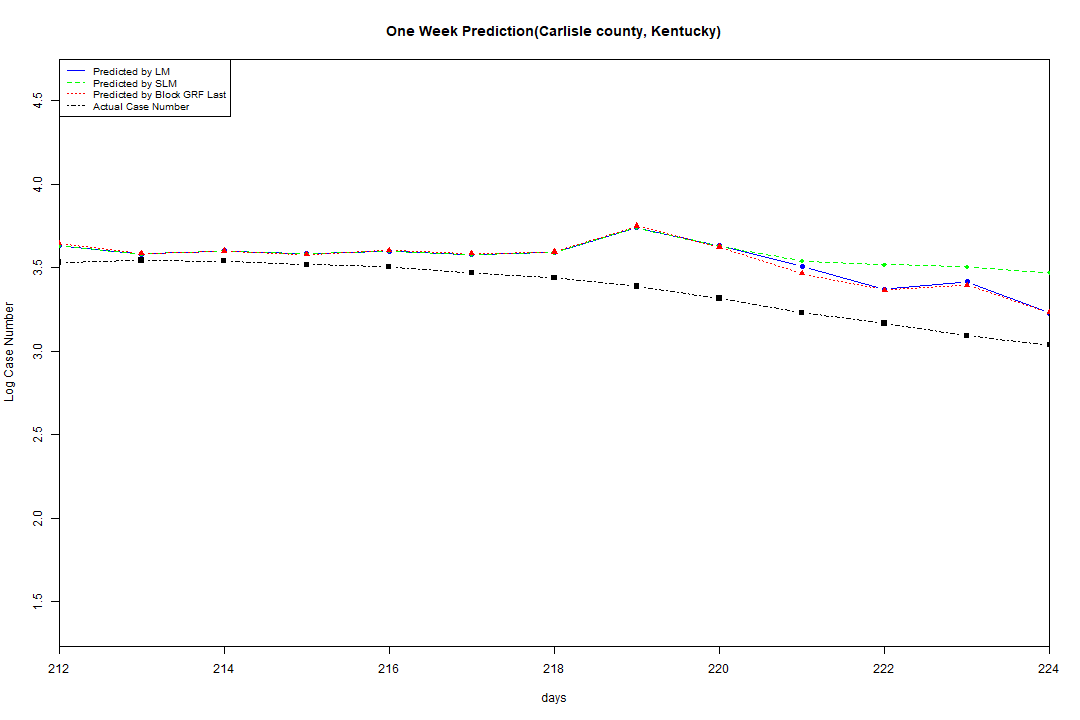 One Week Prediction(Carlisle county, Kentucky)
Predicted by LM
Predicted by SLM
Predicted by Block GRF Last
Actual Case Number
Log Case Number
4.5
4.0
3.5
3.0
2.5
2.0
1.5
212 214 216 218 220 222 224
days